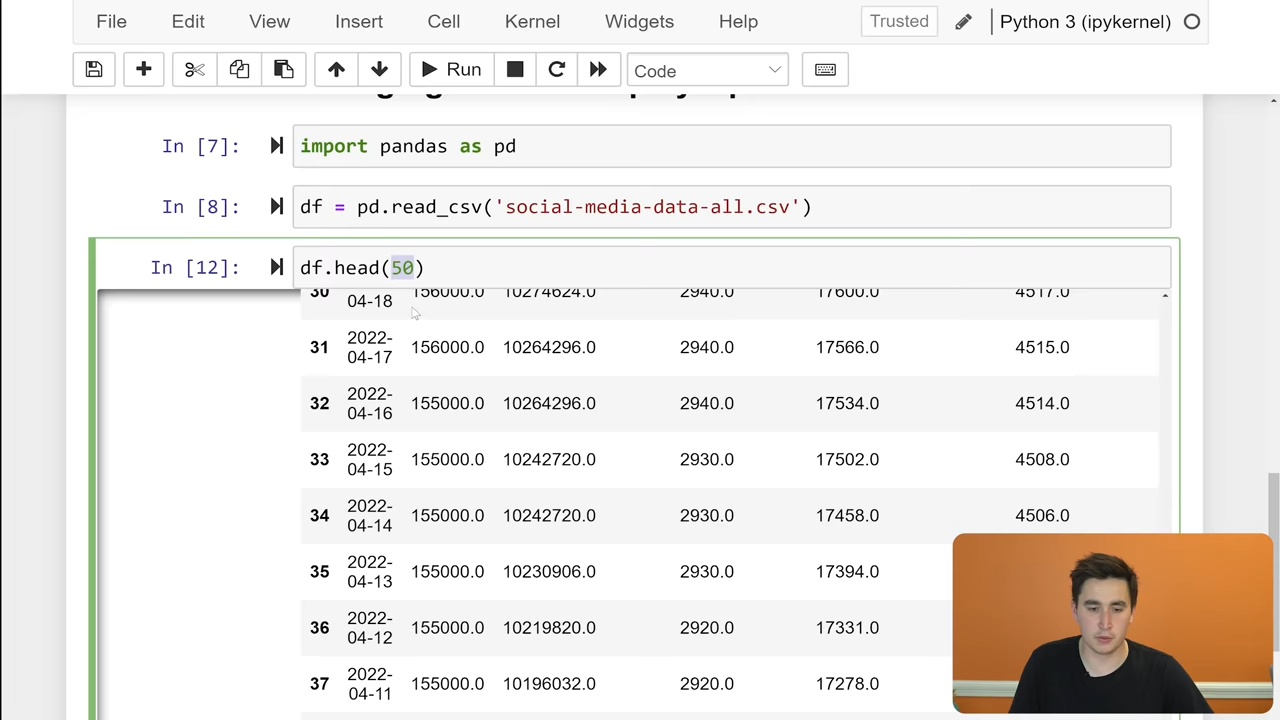 File Edit View Insert Cell Kernel Widgets Help Trusted Python 3 (ipykernel)
Run Code
In [7]: import pandas as pd
In [8]: df = pd.read_csv('social-media-data-all.csv')
In [12]: df.head(50)
30 04-18 156000.0 10274624.0 2940.0 17600.0 4517.0
31 2022-04-17 156000.0 10264296.0 2940.0 17566.0 4515.0
32 2022-04-16 155000.0 10264296.0 2940.0 17534.0 4514.0
33 2022-04-15 155000.0 10242720.0 2930.0 17502.0 4508.0
34 2022-04-14 155000.0 10242720.0 2930.0 17458.0 4506.0
35 2022-04-13 155000.0 10230906.0 2930.0 17394.0
36 2022-04-12 155000.0 10219820.0 2920.0 17331.0
37 2022-04-11 155000.0 10196032.0 2920.0 17278.0